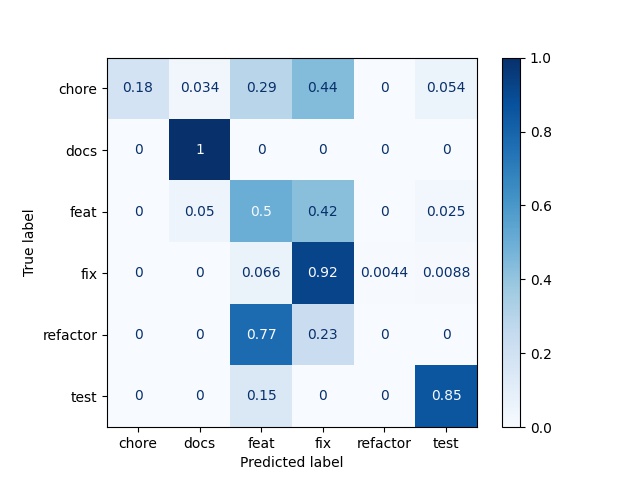 1.0
chore 0.18 0.034 0.29 0.44 0 0.054
docs 0 1 0 0 0 0
0.8
feat 0 0.05 0.5 0.42 0 0.025
0.6
True label
fix 0 0 0.066 0.92 0.0044 0.0088
0.4
refactor 0 0 0.77 0.23 0 0
0.2
test 0 0 0.15 0 0 0.85
0.0
chore docs feat fix refactor test
Predicted label